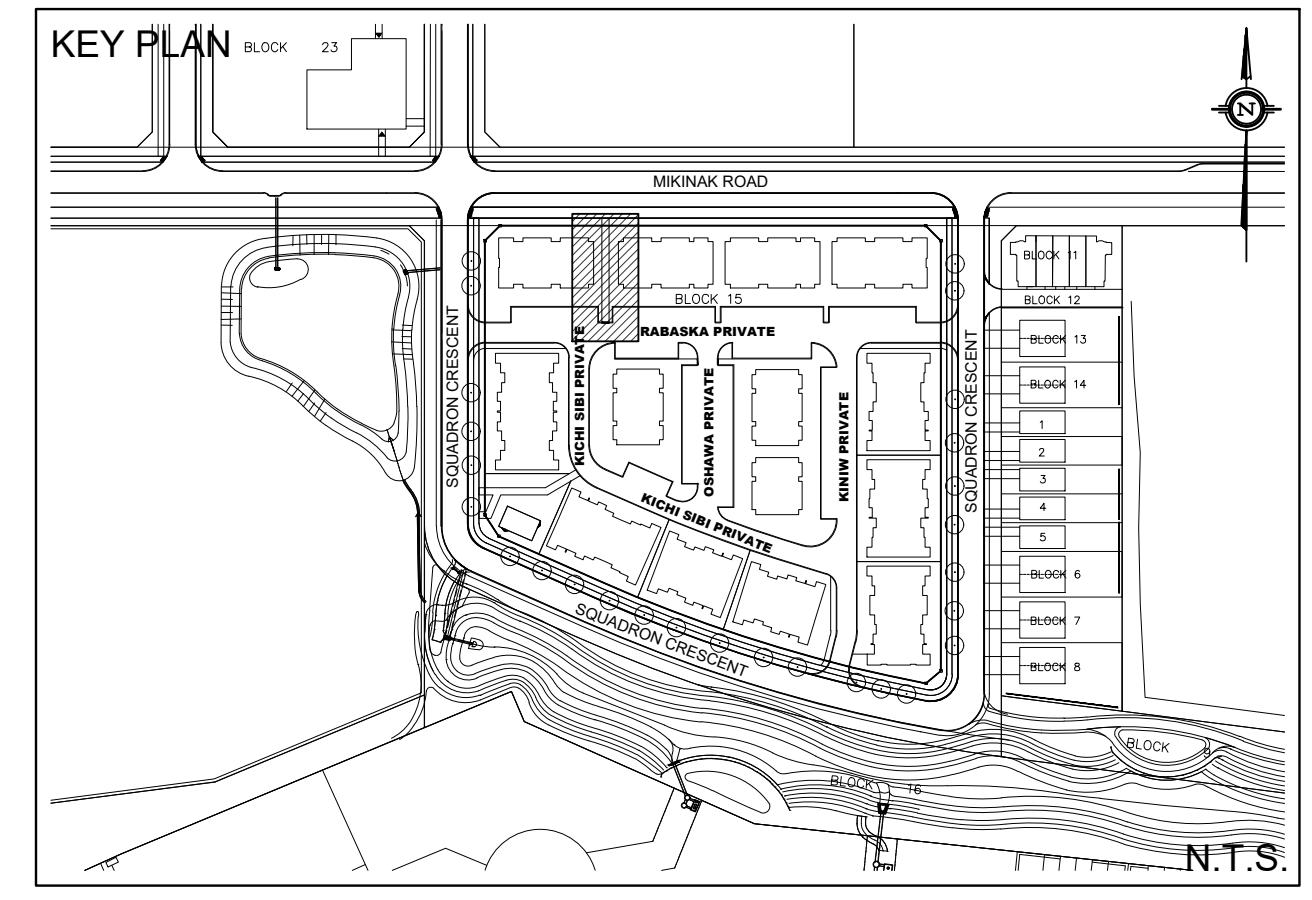 KEY PLAN
BLOCK 23
N
MIKINAK ROAD
BLOCK 11
BLOCK 15
BLOCK 12
RABASKA PRIVATE
BLOCK 13
SQUADRON CRESCENT
KICHI SIBI PRIVATE
OSHAWA PRIVATE
KINIW PRIVATE
SQUADRON CRESCENT
BLOCK 14
1
2
3
4
5
KICHI SIBI PRIVATE
BLOCK 6
BLOCK 7
SQUADRON CRESCENT
BLOCK 8
BLOCK 9
BLOCK 16
N.T.S.